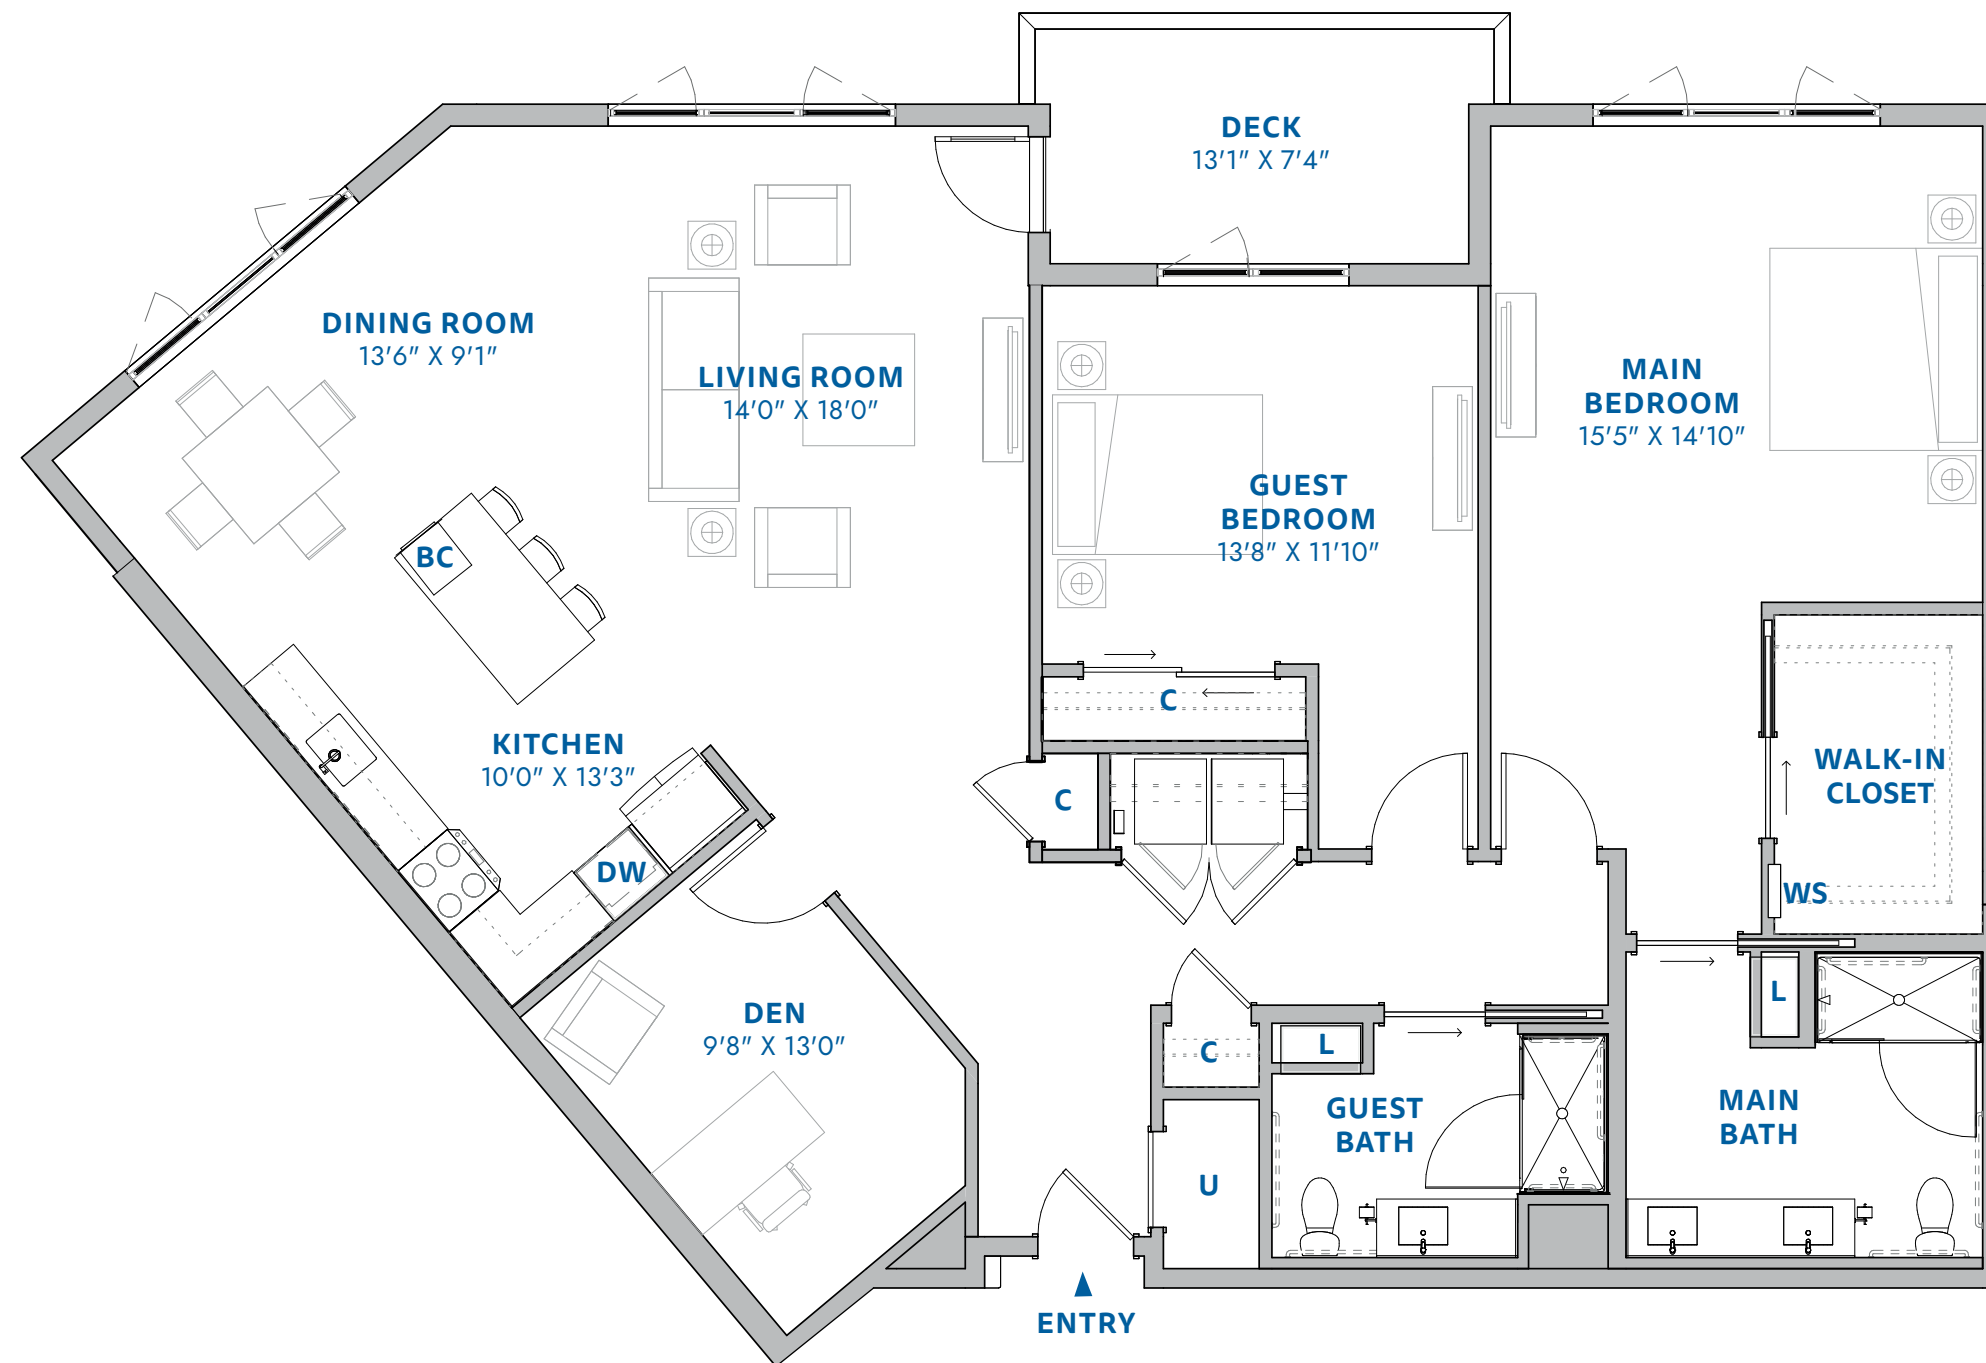 DECK
13'1" X 7'4"
DINING ROOM
13'6" X 9'1"
LIVING ROOM
14'0" X 18'0"
MAIN
BEDROOM
15'5" X 14'10"
GUEST
BEDROOM
13'8" X 11'10"
BC
C
KITCHEN
10'0" X 13'3"
C
WALK-IN
CLOSET
DW
WS
DEN
9'8" X 13'0"
C
L
L
GUEST
BATH
MAIN
BATH
U
ENTRY